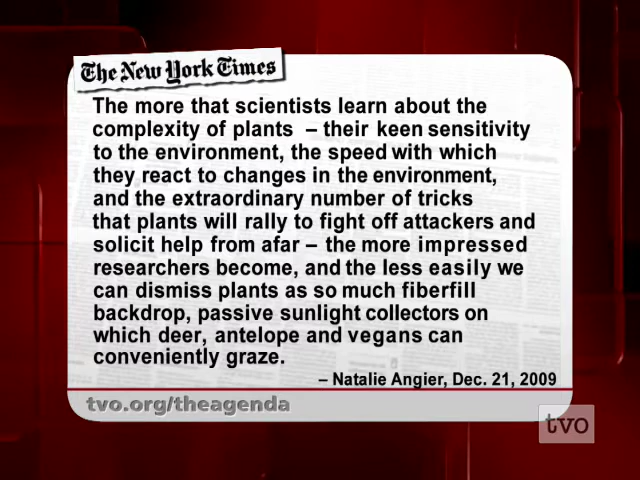 The New York Times
The more that scientists learn about the
complexity of plants – their keen sensitivity
to the environment, the speed with which
they react to changes in the environment,
and the extraordinary number of tricks
that plants will rally to fight off attackers and
solicit help from afar – the more impressed
researchers become, and the less easily we
can dismiss plants as so much fiberfill
backdrop, passive sunlight collectors on
which deer, antelope and vegans can
conveniently graze.
– Natalie Angier, Dec. 21, 2009
tvo.org/theagenda
tvo